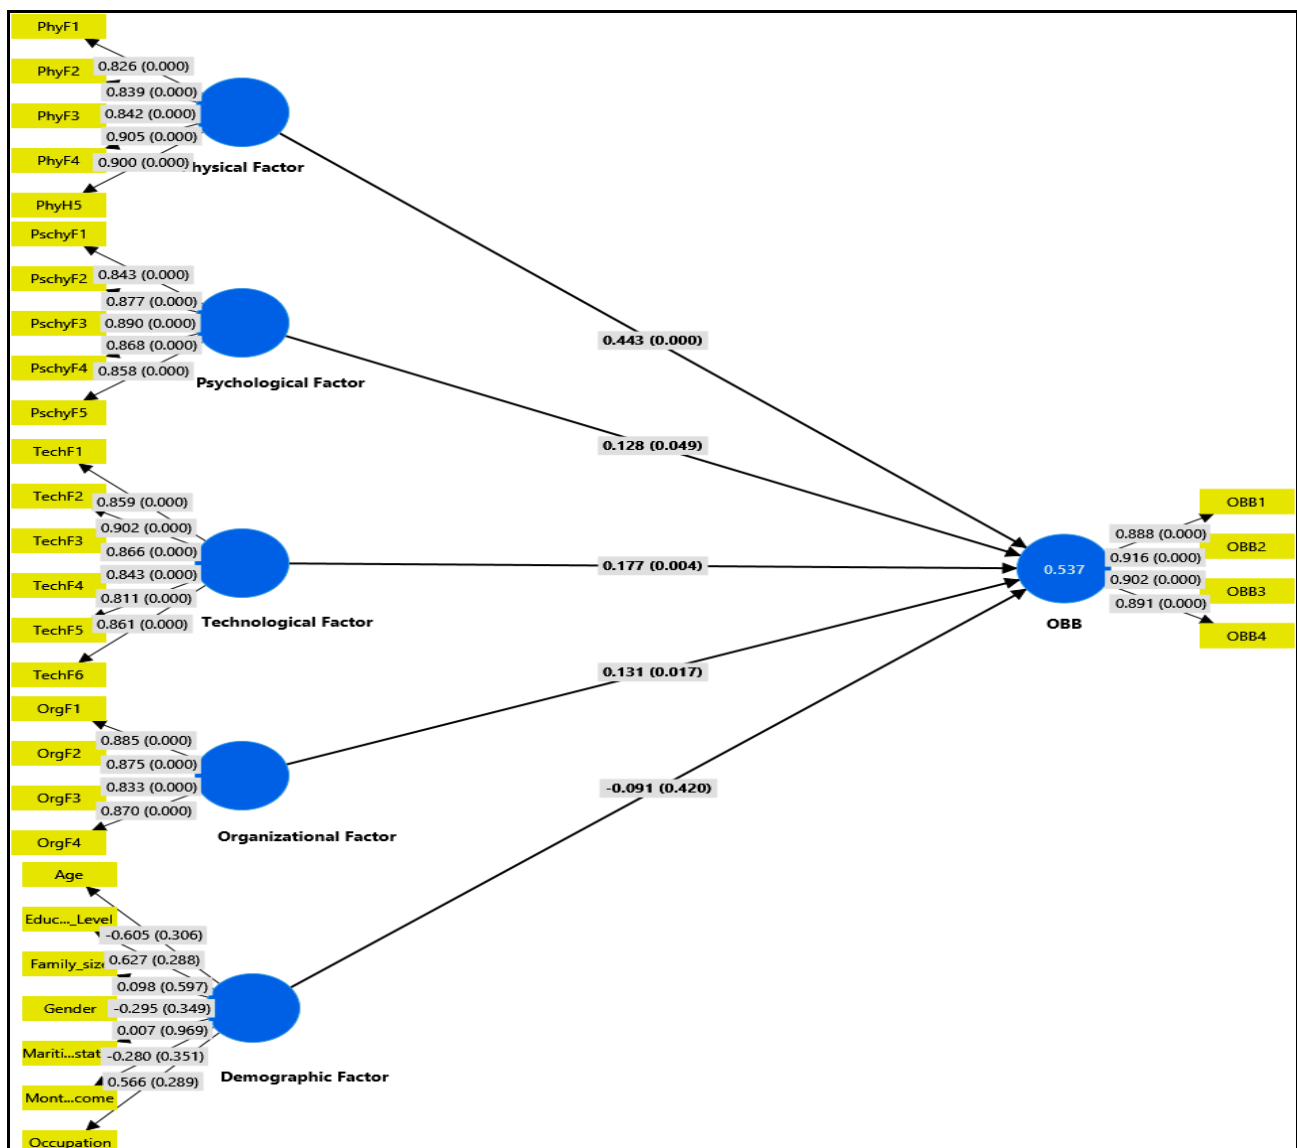 PhyF1
0.826 (0.000)
PhyF2
0.839 (0.000)
PhyF3
0.842 (0.000)
0.905 (0.000)
PhyF4
0.900 (0.000)
hysical Factor
PhyH5
PschyF1
0.843 (0.000)
PschyF2
0.877 (0.000)
PschyF3
0.890 (0.000)
0.868 (0.000)
PschyF4
0.858 (0.000)
Psychological Factor
PschyF5
TechF1
TechF2
0.859 (0.000)
0.902 (0.000)
TechF3
0.866 (0.000)
0.843 (0.000)
TechF4
0.811 (0.000)
0.861 (0.000)
Technological Factor
TechF5
TechF6
OrgF1
0.885 (0.000)
OrgF2
0.875 (0.000)
0.833 (0.000)
OrgF3
0.870 (0.000)
Organizational Factor
OrgF4
Age
Educ..._Level
-0.605 (0.306)
0.627 (0.288)
Family_size
0.098 (0.597)
Gender
-0.295 (0.349)
0.007 (0.969)
Mariti...stat
-0.280 (0.351)
0.566 (0.289)
Demographic Factor
Mont...come
Occupation
0.443 (0.000)
0.128 (0.049)
0.177 (0.004)
0.131 (0.017)
-0.091 (0.420)
0.537
OBB
OBB1
0.888 (0.000)
OBB2
0.916 (0.000)
0.902 (0.000)
OBB3
0.891 (0.000)
OBB4